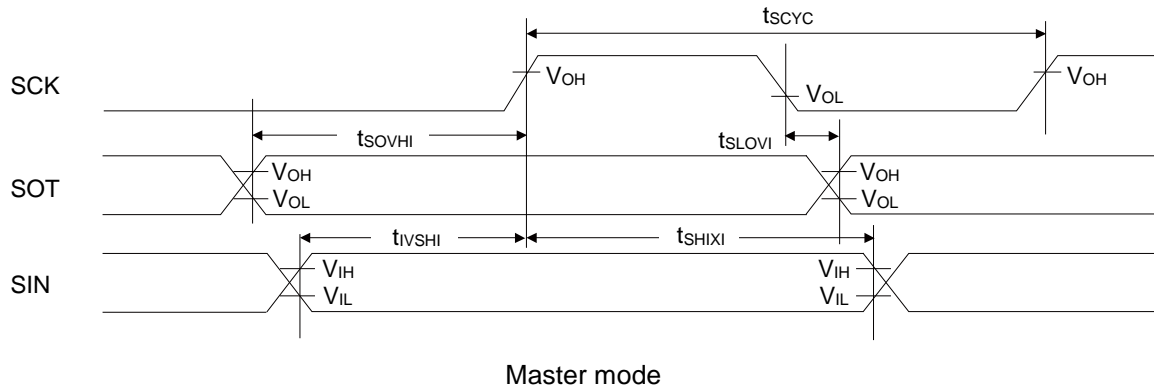 tSCYC
SCK
VOH
VOL
VOH
tSOVHI
tSLOVI
SOT
VOH
VOL
VOH
VOL
tIVSHI
tSHIXI
SIN
VIH
VIL
VIH
VIL
Master mode